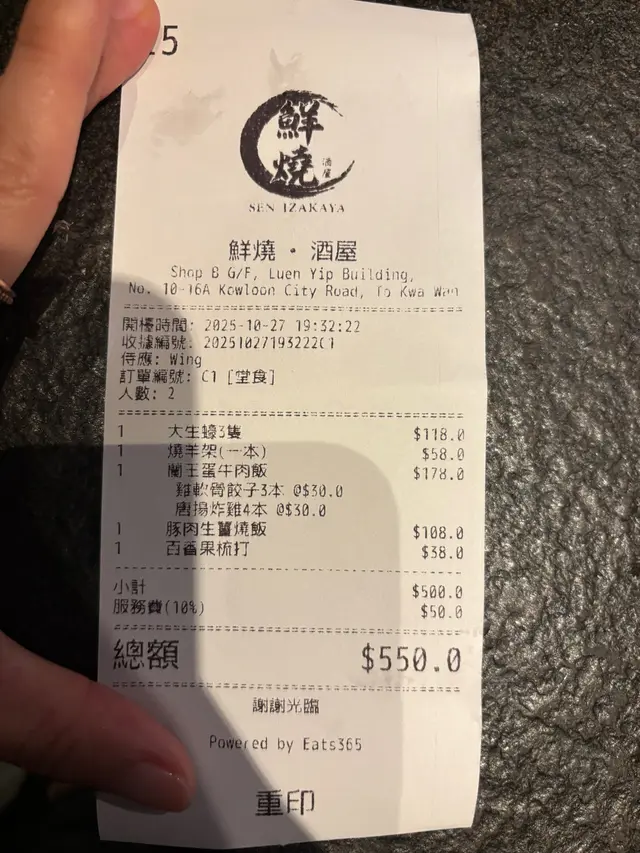 5
鮮
燒
酒
屋
SEN IZAKAYA
鮮燒・酒屋
Shop B G/F, Luen Yip Building,
No. 10-16A Kowloon City Road, To Kwa Wan
開檯時間: 2025-10-27 19:32:22
收據編號: 20251027193222C1
侍應: Wing
訂單編號: C1 [堂食]
人數: 2
1 大生蠔3隻 $118.0
1 燒羊架(一本) $58.0
1 闇王蛋牛肉飯 $178.0
雞軟骨餃子3本 @$30.0
唐揚炸雞4本 @$30.0
1 豚肉生薑燒飯 $108.0
1 百香果梳打 $38.0
小計 $500.0
服務費(10%) $50.0
總額 $550.0
謝謝光臨
Powered by Eats365
重印